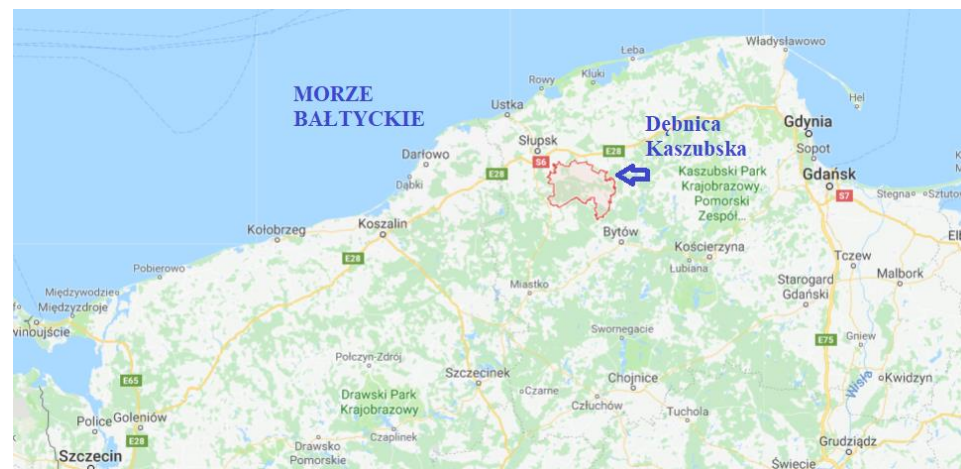 Władysławowo
Łeba
Kluki
Rowy
Hel
Ustka
MORZE
BAŁTYCKIE
Dębnica
Kaszubska
Gdynia
Słupsk
E28
Sopot
S6
Darłowo
E28
Kaszubski Park
Krajobrazowy.
Pomorski
Zespół...
Gdańsk
S7
Stegna
Sztutow
Dąbki
Kołobrzeg
Koszalin
Bytów
Kościerzyna
Lubiana
Tczew
Elb
E28
Pobierowo
Malbork
Starogard
Gdański
Miastko
Międzywodzie
Międzyzdroje
winoujście
Swornegacie
E75
Gniew
Połczyn-Zdrój
Szczecinek
Chojnice
Kwidzyn
Wisła
E65
Drawski Park
Krajobrazowy
Czarne
Człuchów
Tuchola
Police
Goleniów
E28
Czaplinek
Drawsko
Pomorskie
Grudziądz
Szczecin
Świecie